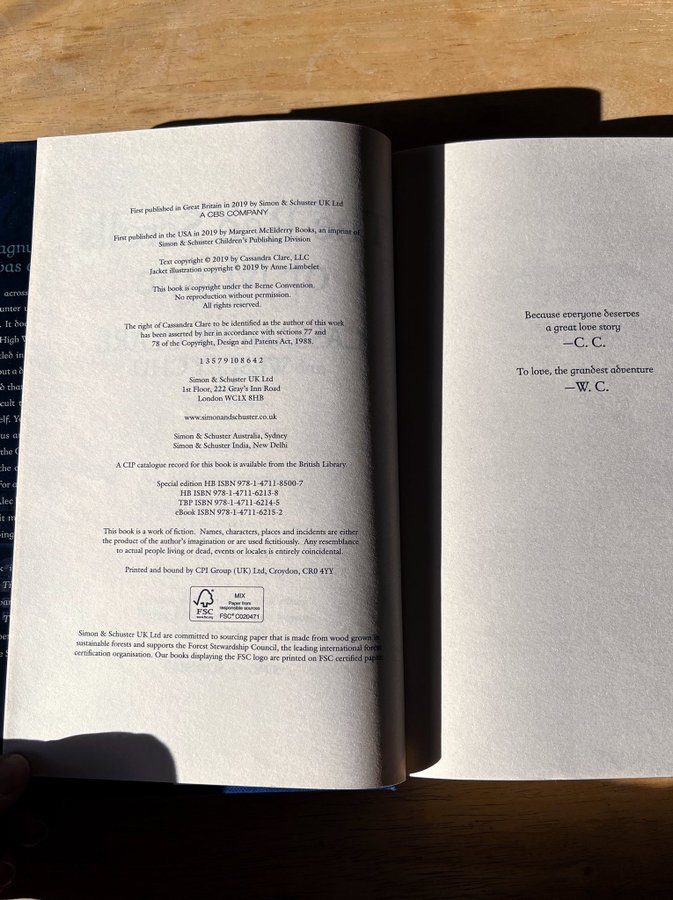 across
It
High W
First published in Great Britain in 2019 by Simon & Schuster UK Ltd
A CBS COMPANY
First published in the USA in 2019 by Margaret McElderry Books, an imprint of
Simon & Schuster Children's Publishing Division
Text copyright © 2019 by Cassandra Clare, LLC
Jacket illustration copyright © 2019 by Anne Lambelet
This book is copyright under the Berne Convention.
No reproduction without permission.
All rights reserved.
The right of Cassandra Clare to be identified as the author of this work
has been asserted by her in accordance with sections 77 and
78 of the Copyright, Design and Patents Act, 1988.
1 3 5 7 9 10 8 6 4 2
Simon & Schuster UK Ltd
1st Floor, 222 Gray's Inn Road
London WC1X 8HB
www.simonandschuster.co.uk
Simon & Schuster Australia, Sydney
Simon & Schuster India, New Delhi
A CIP catalogue record for this book is available from the British Library
Special edition HB ISBN 978-1-4711-8500-7
HB ISBN 978-1-4711-6213-8
TBP ISBN 978-1-4711-6214-5
eBook ISBN 978-1-4711-6215-2
This book is a work of fiction. Names, characters, places and incidents are either
the product of the author's imagination or are used fictitiously. Any resemblance
to actual people living or dead, events or locales is entirely coincidental.
Printed and bound by CPI Group (UK) Ltd, Croydon, CR0 4YY
FSC
www.fsc.org
MIX
Paper from
responsible sources
FSC® C020471
Simon & Schuster UK Ltd are committed to sourcing paper that is made from wood grown in
sustainable forests and supports the Forest Stewardship Council, the leading international forest
certification organisation. Our books displaying the FSC logo are printed on FSC certified paper.
Because everyone deserves
a great love story
—C. C.
To love, the grandest adventure
—W. C.